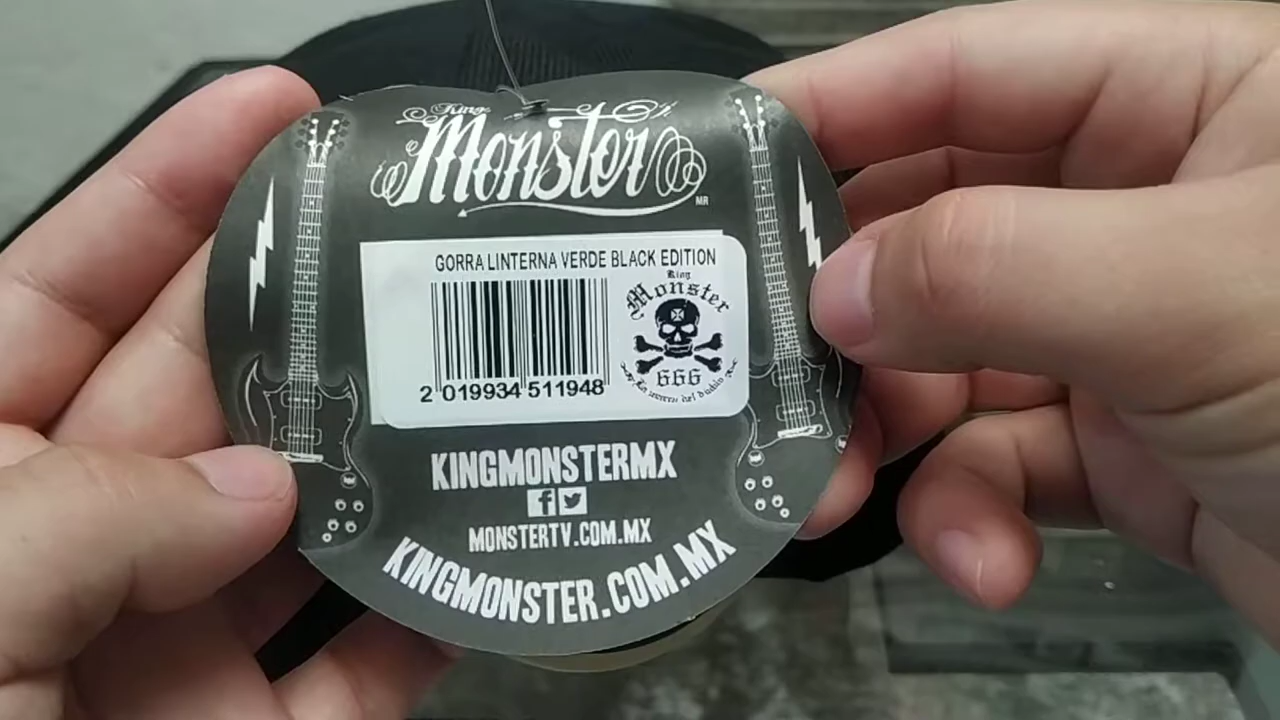 King
Monster
MR
GORRA LINTERNA VERDE BLACK EDITION
2 019934 511948
King
Monster
666
KINGMONSTERMX
MONSTERTV.COM.MX
KINGMONSTER.COM.MX